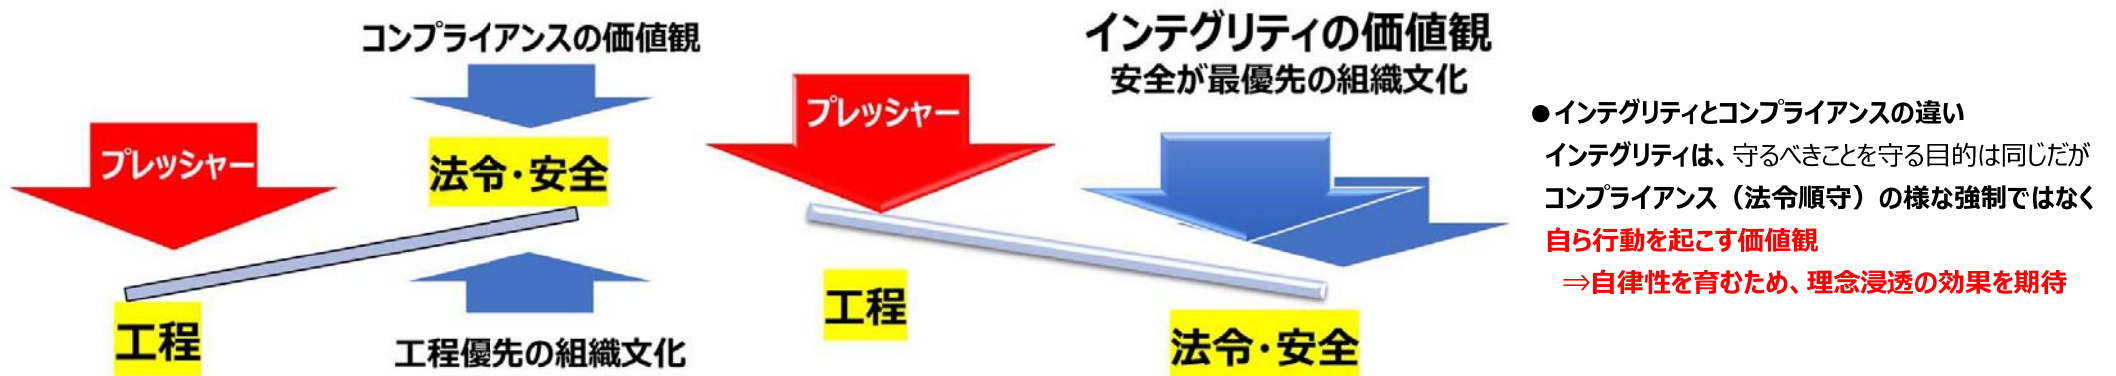 コンプライアンスの価値観
プレッシャー
法令・安全
工程
工程優先の組織文化
インテグリティの価値観
安全が最優先の組織文化
プレッシャー
工程
法令・安全
●インテグリティとコンプライアンスの違い
インテグリティは、守るべきことを守る目的は同じだが
コンプライアンス（法令順守）の様な強制ではなく
自ら行動を起こす価値観
⇒自律性を育むため、理念浸透の効果を期待